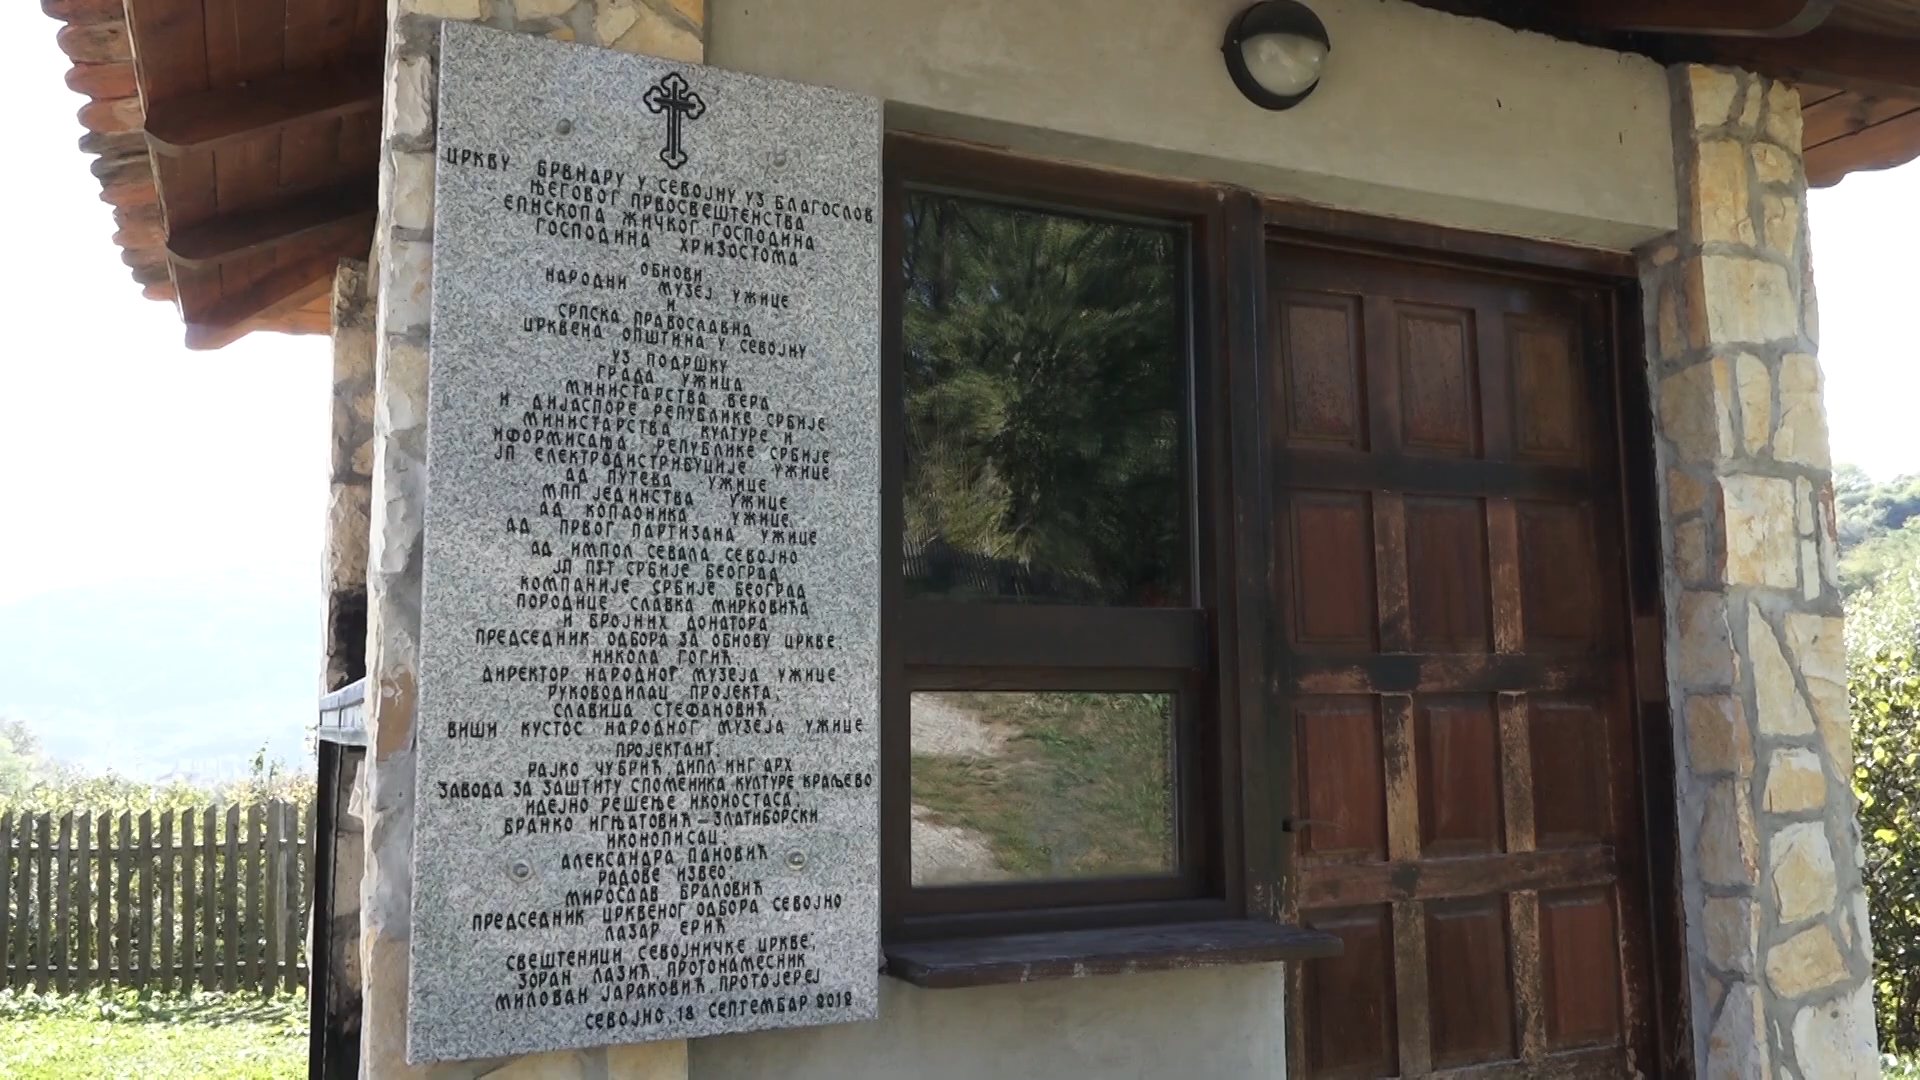 ЦРКВУ БРВНАРУ У СЕВОЈНУ УЗ БЛАГОСЛОВ
ЊЕГОВОГ ПРВОСВЕШТЕНСТВА
ЕПИСКОПА ЖИЧКОГ ГОСПОДИНА
ГОСПОДИНА ХРИЗОСТОМА
ОБНОВИ
НАРОДНИ МУЗЕЈ УЖИЦЕ
И
СРПСКА ПРАВОСЛАВНА
ЦРКВЕНА ОПШТИНА У СЕВОЈНУ
УЗ ПОДРШКУ
ГРАДА УЖИЦА
МИНИСТАРСТВА ВЕРА
И ДИЈАСПОРЕ РЕПУБЛИКЕ СРБИЈЕ
МИНИСТАРСТВА КУЛТУРЕ И
ИФОРМИСАЊА РЕПУБЛИКЕ СРБИЈЕ
ЈП ЕЛЕКТРОДИСТРИБУЦИЈЕ УЖИЦЕ
АД ПУТЕВА УЖИЦЕ
МПП ЈЕДИНСТВА УЖИЦЕ
АД КОПАОНИКА УЖИЦЕ
АД ПРВОГ ПАРТИЗАНА УЖИЦЕ
АД ИМПОЛ СЕВАЛА СЕВОЈНО
ЈП ПТТ СРБИЈЕ БЕОГРАД
КОМПАНИЈЕ СРБИЈЕ БЕОГРАД
ПОРОДИЦЕ СЛАВКА МИРКОВИЋА
И БРОЈНИХ ДОНАТОРА
ПРЕДСЕДНИК ОДБОРА ЗА ОБНОВУ ЦРКВЕ:
НИКОЛА ГОГИЋ,
ДИРЕКТОР НАРОДНОГ МУЗЕЈА УЖИЦЕ
РУКОВОДИЛАЦ ПРОЈЕКТА:
СЛАВИЦА СТЕФАНОВИЋ,
ВИШИ КУСТОС НАРОДНОГ МУЗЕЈА УЖИЦЕ
ПРОЈЕКТАНТ:
РАЈКО ЧУБРИЋ, ДИПЛ ИНГ АРХ
ЗАВОДА ЗА ЗАШТИТУ СПОМЕНИКА КУЛТУРЕ КРАЉЕВО
ИДЕЈНО РЕШЕЊЕ ИКОНОСТАСА:
БРАНКО ИГЊАТОВИЋ - ЗЛАТИБОРСКИ
ИКОНОПИСАЦ:
АЛЕКСАНДРА ПАНОВИЋ
РАДОВЕ ИЗВЕО:
МИРОСЛАВ БРАЛОВИЋ
ПРЕДСЕДНИК ЦРКВЕНОГ ОДБОРА СЕВОЈНО
ЛАЗАР ЕРИЋ
СВЕШТЕНИЦИ СЕВОЈНИЧКЕ ЦРКВЕ:
ЗОРАН ЛАЗИЋ, ПРОТОНАМЕСНИК
МИЛОВАН ЈАРАКОВИЋ, ПРОТОЈЕРЕЈ
СЕВОЈНО, 18 СЕПТЕМБАР 2012